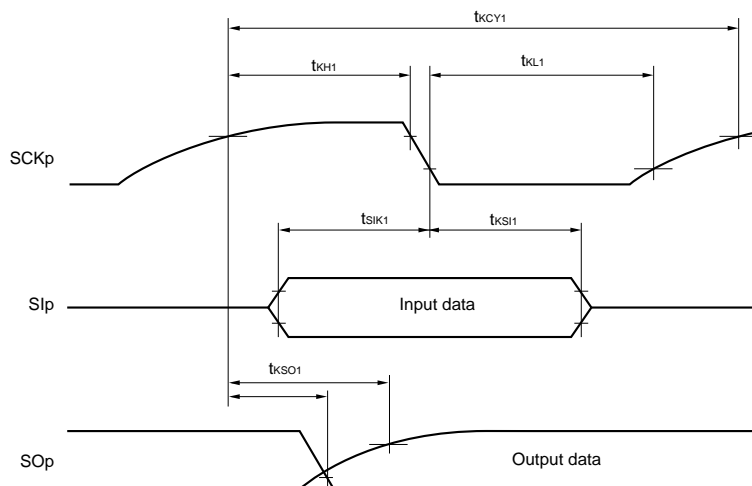 tKCY1
tKH1
tKL1
SCKp
tSIK1
tKSI1
SIp
Input data
tKSO1
SOp
Output data